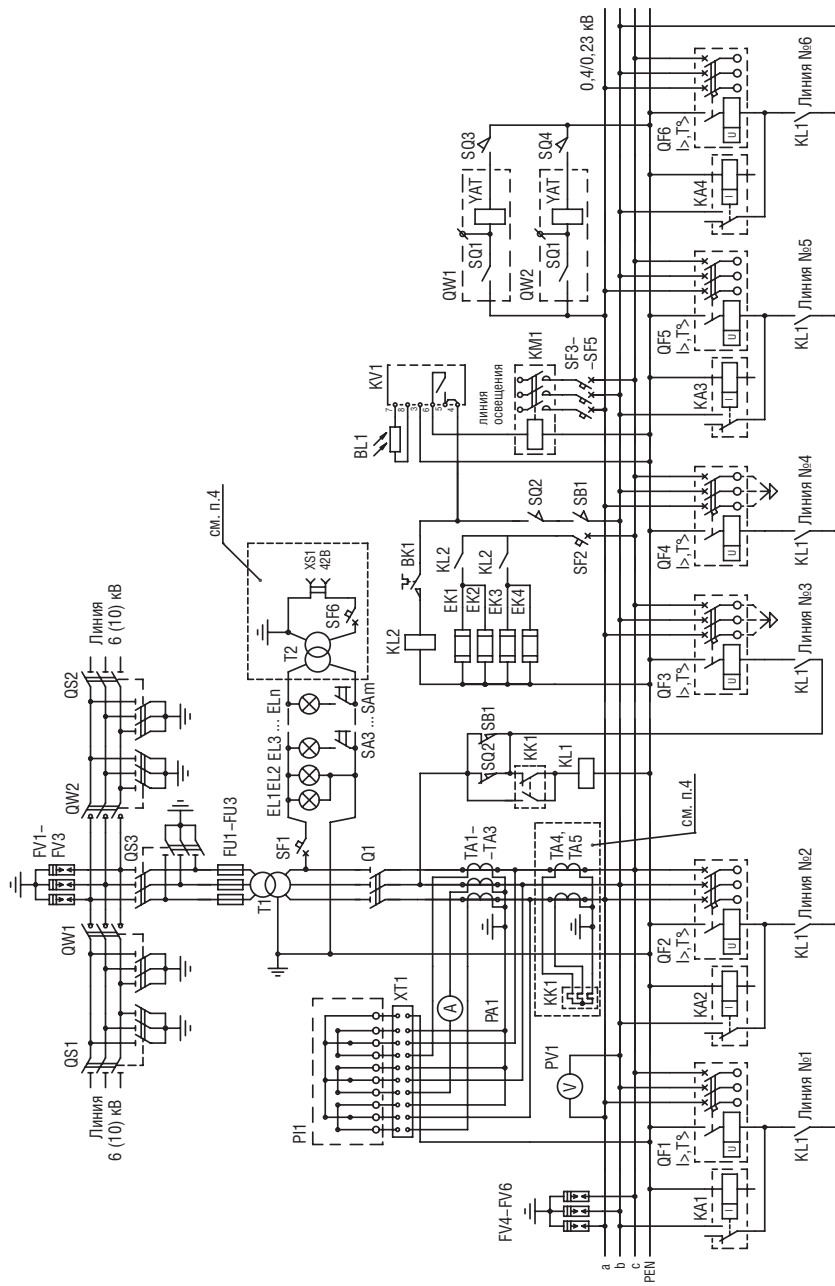 Линия
6 (10) кВ
QS1
QW1
FV1–
FV3
QW2
QS2
Линия
6 (10) кВ
QS3
FU1–FU3
T1
SF1
EL1
EL2
EL3 ... ELn
SA3 ... SAm
T2
SF6
XS1
42В
см. п.4
Q1
PI1
XT1
A
PA1
TA1–
–TA3
KK1
TA4,
TA5
см. п.4
SQ2
SB1
KK1
KL1
KL2
BK1
KL2
KL2
EK1
EK2
EK3
EK4
SQ2
SB1
SF2
BL1
KV1
7
8
3
6
5
4
линия
освещения
KM1
SF3–
–SF5
QW1
SQ1
YAT
SQ3
QW2
SQ1
YAT
SQ4
0,4/0,23 кВ
FV4–FV6
PV1
V
a
b
c
PEN
KA1
I
QF1
I>,T°>
U
KL1
Линия №1
KA2
I
QF2
I>,T°>
U
KL1
Линия №2
QF3
I>,T°>
U
KL1
Линия №3
QF4
I>,T°>
U
KL1
Линия №4
KA3
I
QF5
I>,T°>
U
KL1
Линия №5
KA4
I
QF6
I>,T°>
U
KL1
Линия №6